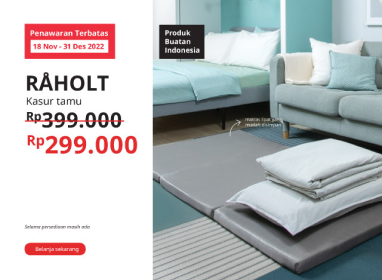 Penawaran Terbatas
18 Nov - 31 Des 2022
Produk
Buatan
Indonesia
RÅHOLT
Kasur tamu
Rp399.000
Rp299.000
Selama persediaan masih ada
Belanja sekarang